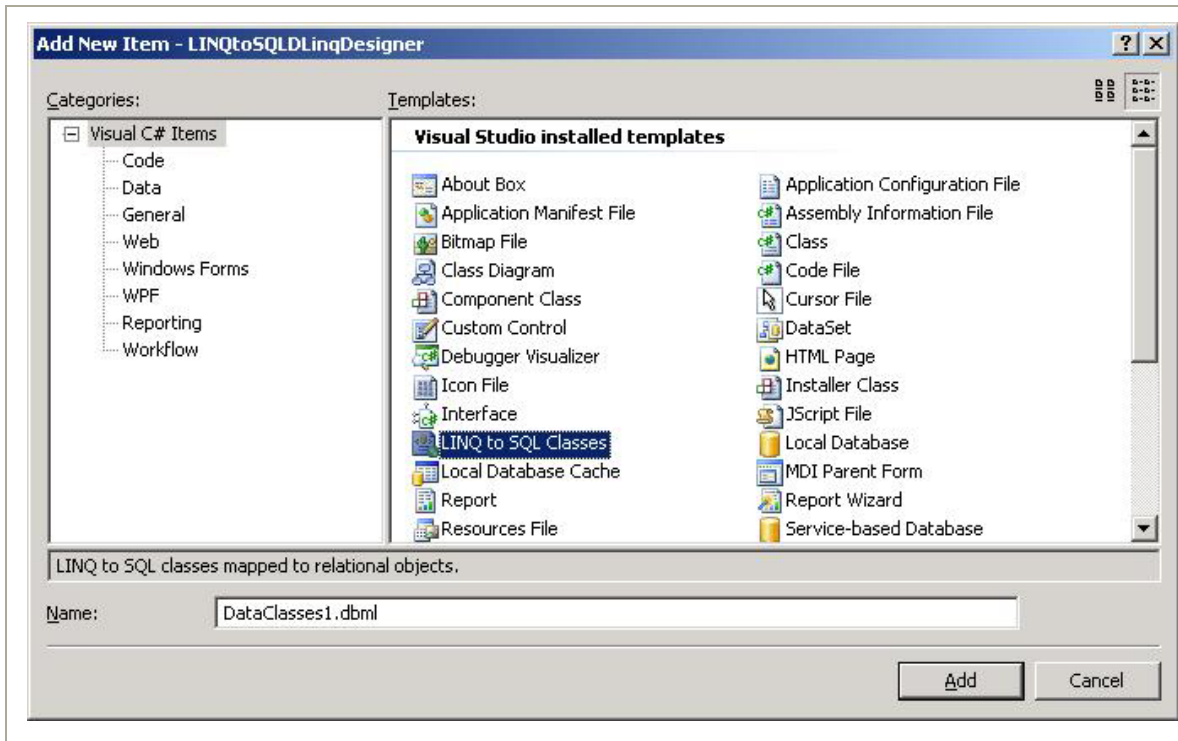 Add New Item - LINQtoSQLDLinqDesigner
Categories:
Templates:
Visual C# Items
Code
Data
General
Web
Windows Forms
WPF
Reporting
Workflow
Visual Studio installed templates
About Box
Application Configuration File
Application Manifest File
Assembly Information File
Bitmap File
Class
Class Diagram
Code File
Component Class
Cursor File
Custom Control
DataSet
Debugger Visualizer
HTML Page
Icon File
Installer Class
Interface
JScript File
LINQ to SQL Classes
Local Database
Local Database Cache
MDI Parent Form
Report
Report Wizard
Resources File
Service-based Database
LINQ to SQL classes mapped to relational objects.
Name:
DataClasses1.dbml
Add
Cancel